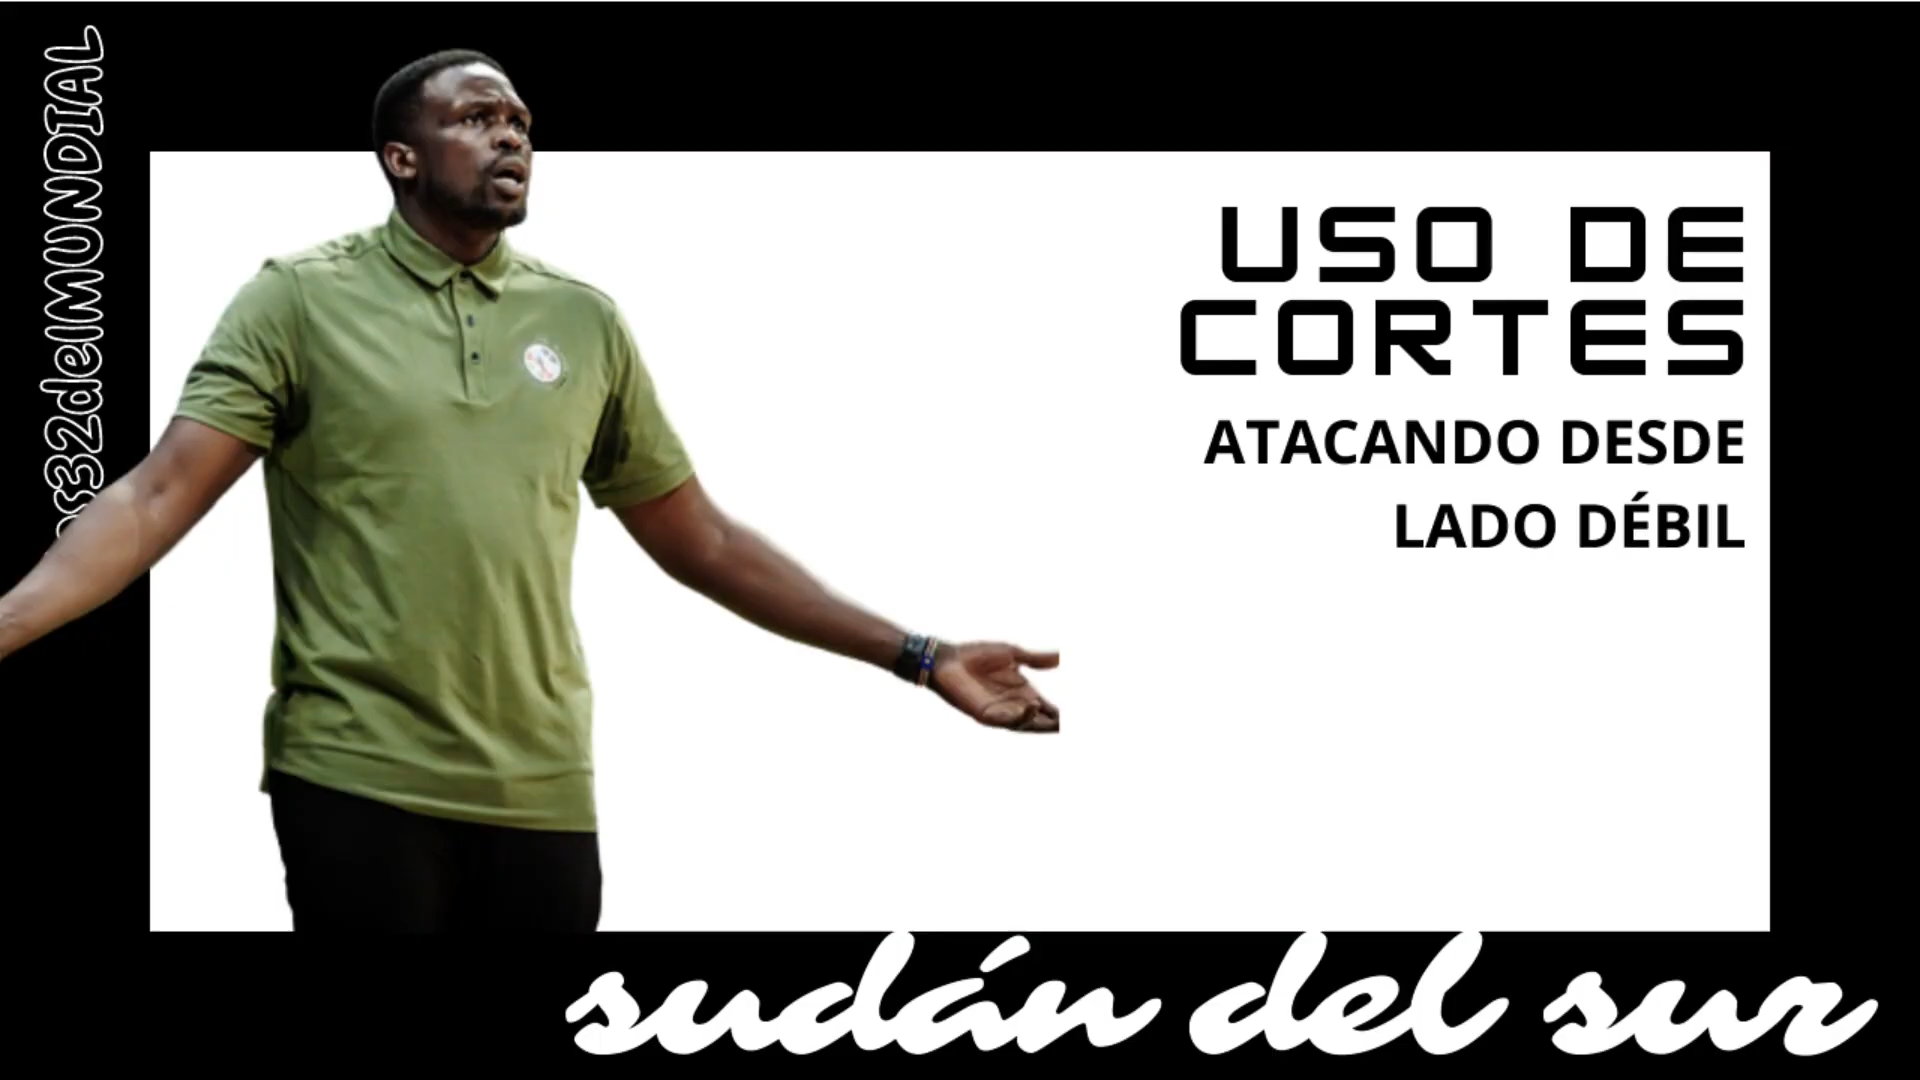 USO DE
CORTES
ATACANDO DESDE
LADO DÉBIL
sudán del sur
32delMUNDIAL